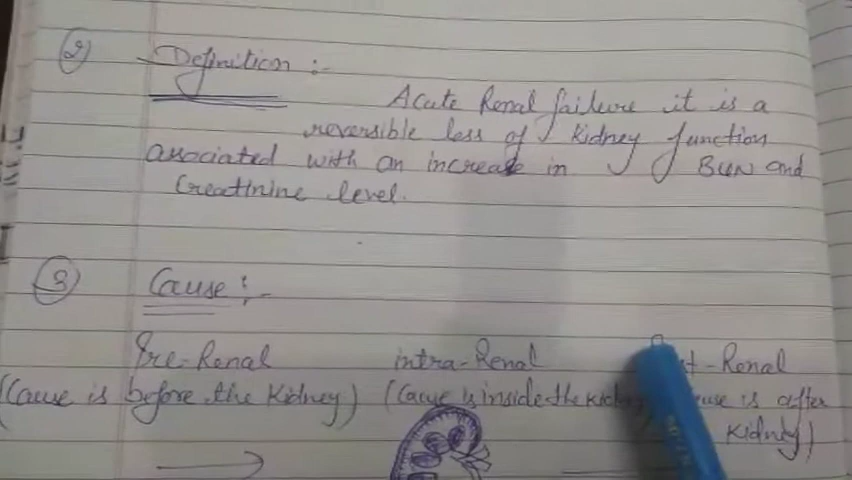 2) Definition :-
Acute Renal failure it is a
reversible loss of kidney function
associated with an increase in BUN and
Creatinine level.
3 Cause :-
Pre-Renal intra-Renal -Renal
(Cause is before the Kidney) (Cause is inside the is after
kidney)